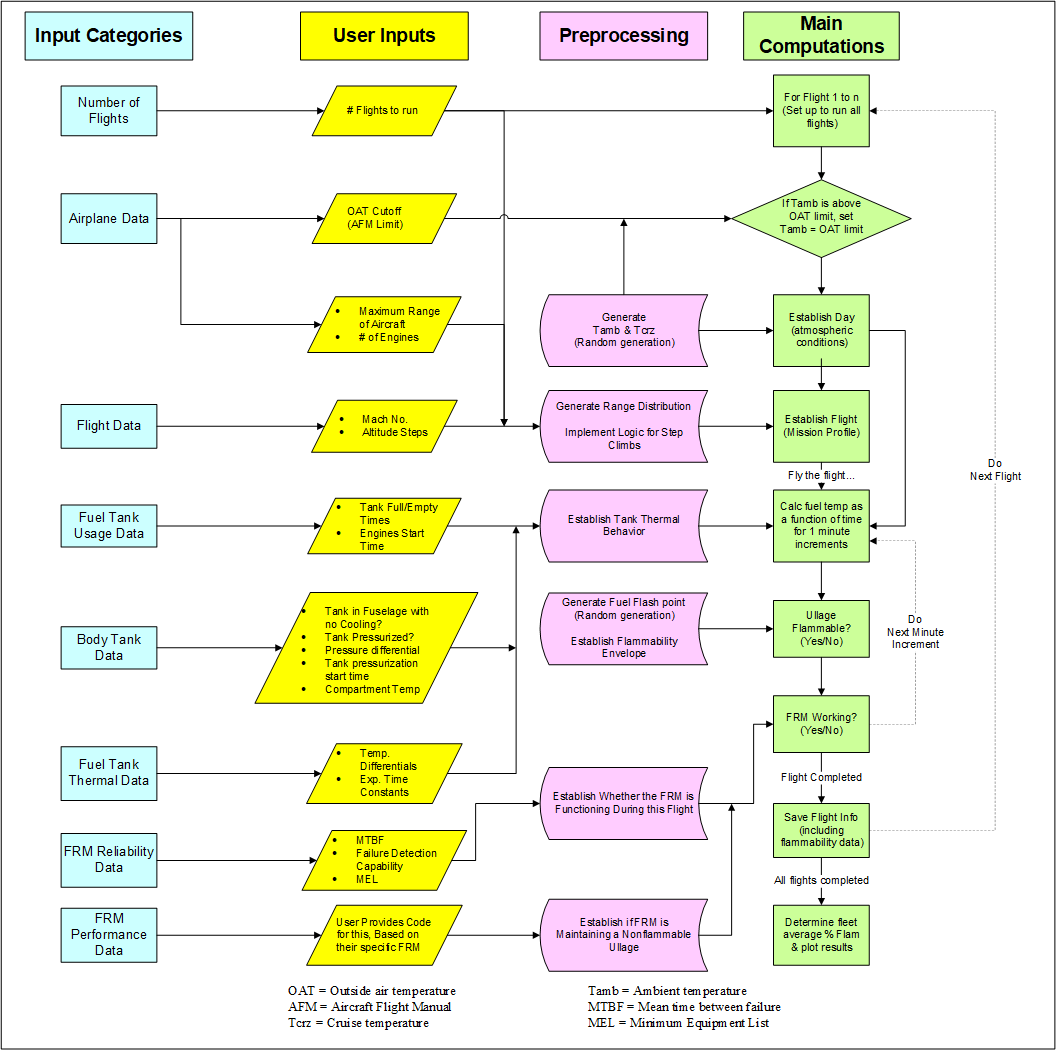 Input Categories
User Inputs
Preprocessing
Main
Computations
Number of
Flights
# Flights to run
For Flight 1 to n
(Set up to run all
flights)
Airplane Data
OAT Cutoff
(AFM Limit)
If Tamb is above
OAT limit, set
Tamb = OAT limit
• Maximum Range
of Aircraft
• # of Engines
Generate
Tamb & Tcrz
(Random generation)
Establish Day
(atmospheric
conditions)
Flight Data
• Mach No.
• Altitude Steps
Generate Range Distribution
Implement Logic for Step
Climbs
Establish Flight
(Mission Profile)
Fly the flight...
Do
Next Flight
Fuel Tank
Usage Data
• Tank Full/Empty
Times
• Engines Start
Time
Establish Tank Thermal
Behavior
Calc fuel temp as
a function of time
for 1 minute
increments
Body Tank
Data
• Tank in Fuselage with
no Cooling?
• Tank Pressurized?
• Pressure differential
• Tank pressurization
start time
• Compartment Temp
Generate Fuel Flash point
(Random generation)
Establish Flammability
Envelope
Ullage
Flammable?
(Yes/No)
Do
Next Minute
Increment
FRM Working?
(Yes/No)
Flight Completed
Fuel Tank
Thermal Data
• Temp.
Differentials
• Exp. Time
Constants
Establish Whether the FRM is
Functioning During this Flight
Save Flight Info
(including
flammability data)
FRM Reliability
Data
• MTBF
• Failure Detection
Capability
• MEL
All flights completed
FRM
Performance
Data
User Provides Code
for this, Based on
their specific FRM
Establish if FRM is
Maintaining a Nonflammable
Ullage
Determine fleet
average % Flam
& plot results
OAT = Outside air temperature
AFM = Aircraft Flight Manual
Tcrz = Cruise temperature
Tamb = Ambient temperature
MTBF = Mean time between failure
MEL = Minimum Equipment List